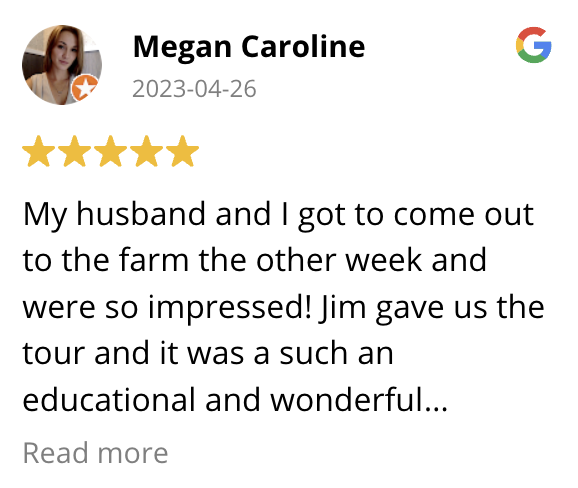 Megan Caroline
2023-04-26
My husband and I got to come out
to the farm the other week and
were so impressed! Jim gave us the
tour and it was a such an
educational and wonderful...
Read more